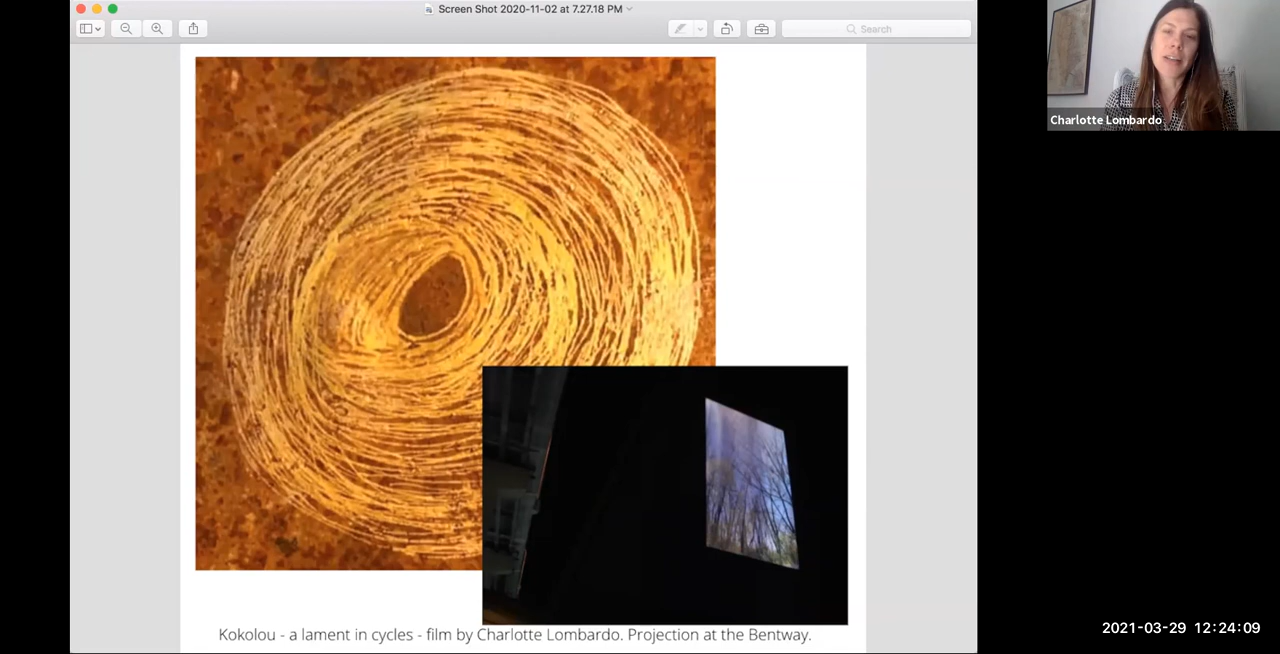 Screen Shot 2020-11-02 at 7.27.18 PM
Search
Charlotte Lombardo
Kokolou - a lament in cycles - film by Charlotte Lombardo. Projection at the Bentway.
2021-03-29 12:24:09